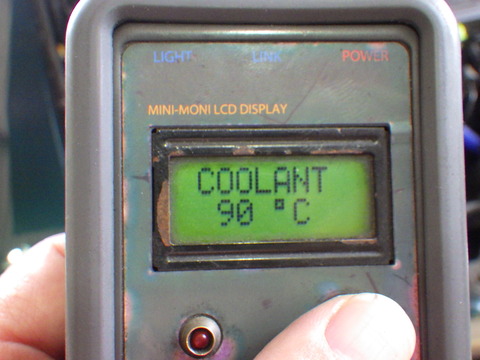 LIGHT LINK POWER
MINI-MONI LCD DISPLAY
COOLANT
90 °C